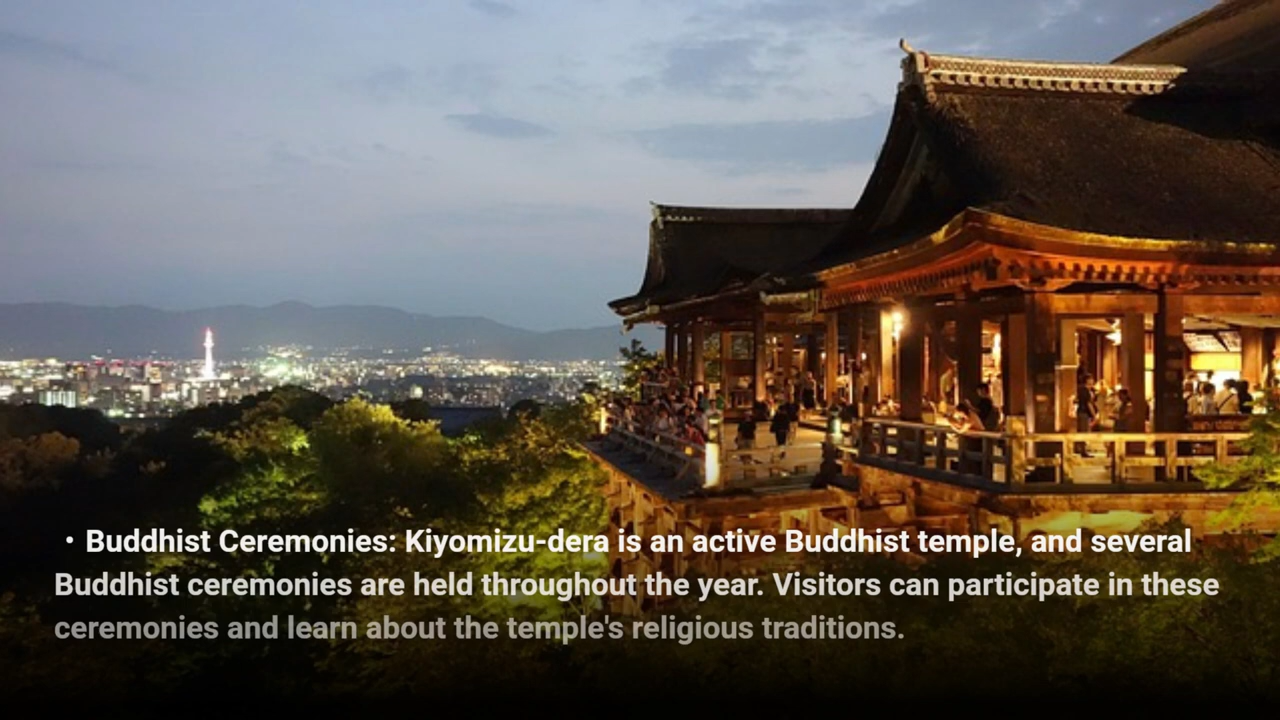 • Buddhist Ceremonies: Kiyomizu-dera is an active Buddhist temple, and several
Buddhist ceremonies are held throughout the year. Visitors can participate in these
ceremonies and learn about the temple's religious traditions.